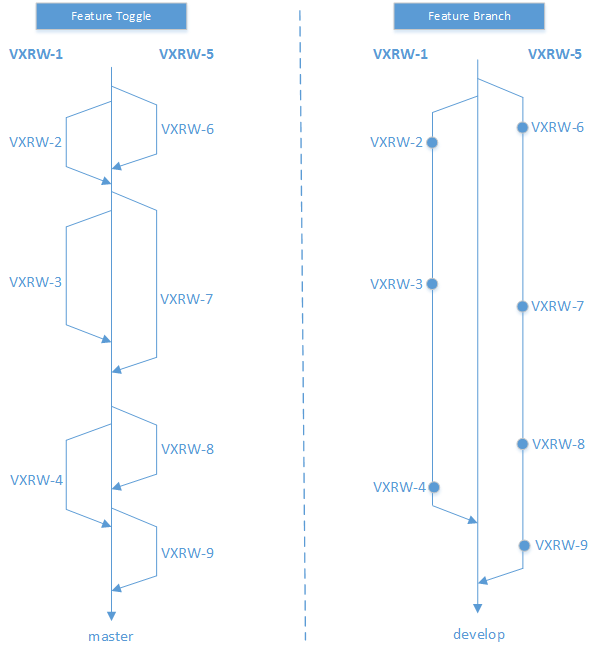 Feature Toggle
VXRW-1
VXRW-5
VXRW-6
VXRW-2
VXRW-3
VXRW-7
VXRW-8
VXRW-4
VXRW-9
master
Feature Branch
VXRW-1
VXRW-5
VXRW-6
VXRW-2
VXRW-3
VXRW-7
VXRW-8
VXRW-4
VXRW-9
develop